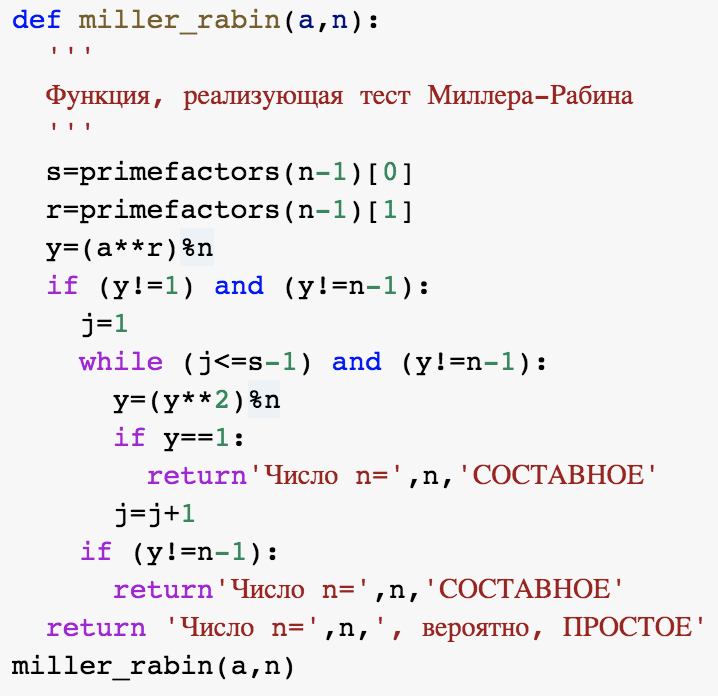 def miller_rabin(a,n):
  '''
  Функция, реализующая тест Миллера-Рабина
  '''
  s=primefactors(n-1)[0]
  r=primefactors(n-1)[1]
  y=(a**r)%n
  if (y!=1) and (y!=n-1):
    j=1
    while (j<=s-1) and (y!=n-1):
      y=(y**2)%n
      if y==1:
        return'Число n=',n,'СОСТАВНОЕ'
      j=j+1
    if (y!=n-1):
      return'Число n=',n,'СОСТАВНОЕ'
  return 'Число n=',n,', вероятно, ПРОСТОЕ'
miller_rabin(a,n)